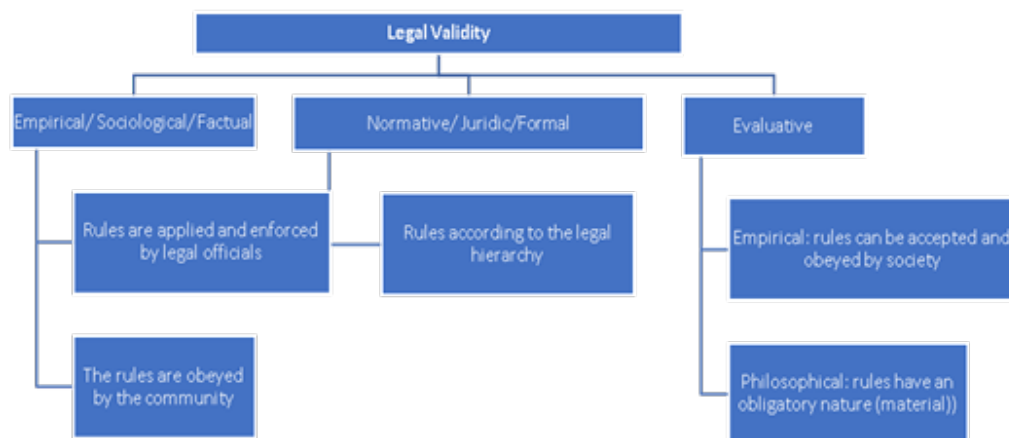 Legal Validity
Empirical/ Sociological/Factual
Normative/ Juridic/Formal
Evaluative
Rules are applied and enforced
by legal officials
Rules according to the legal
hierarchy
Empirical: rules can be accepted and
obeyed by society
The rules are obeyed
by the community
Philosophical: rules have an
obligatory nature (material))